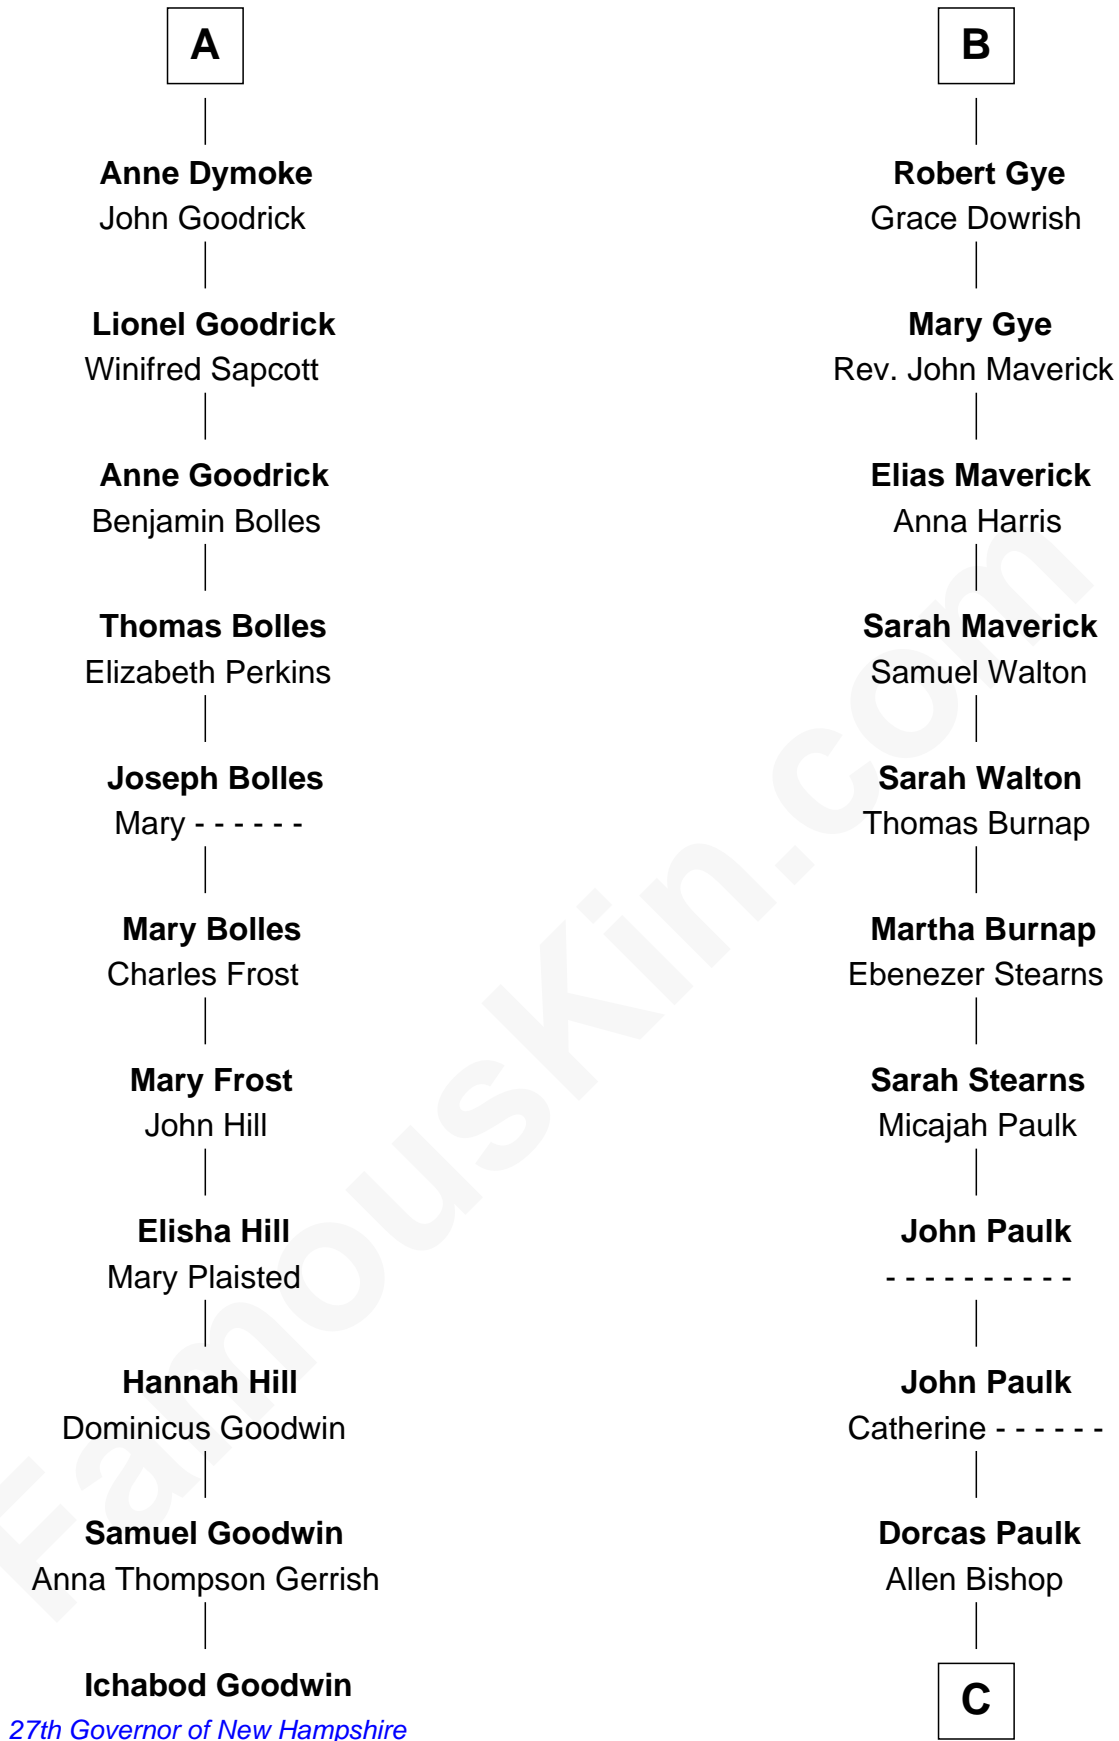 A
Anne Dymoke
John Goodrick
Lionel Goodrick
Winifred Sapcott
Anne Goodrick
Benjamin Bolles
Thomas Bolles
Elizabeth Perkins
Joseph Bolles
Mary - - - - - -
Mary Bolles
Charles Frost
Mary Frost
John Hill
Elisha Hill
Mary Plaisted
Hannah Hill
Dominicus Goodwin
Samuel Goodwin
Anna Thompson Gerrish
Ichabod Goodwin
27th Governor of New Hampshire
B
Robert Gye
Grace Dowrish
Mary Gye
Rev. John Maverick
Elias Maverick
Anna Harris
Sarah Maverick
Samuel Walton
Sarah Walton
Thomas Burnap
Martha Burnap
Ebenezer Stearns
Sarah Stearns
Micajah Paulk
John Paulk
- - - - - - - - - -
John Paulk
Catherine - - - - - -
Dorcas Paulk
Allen Bishop
C
FamousKin.com